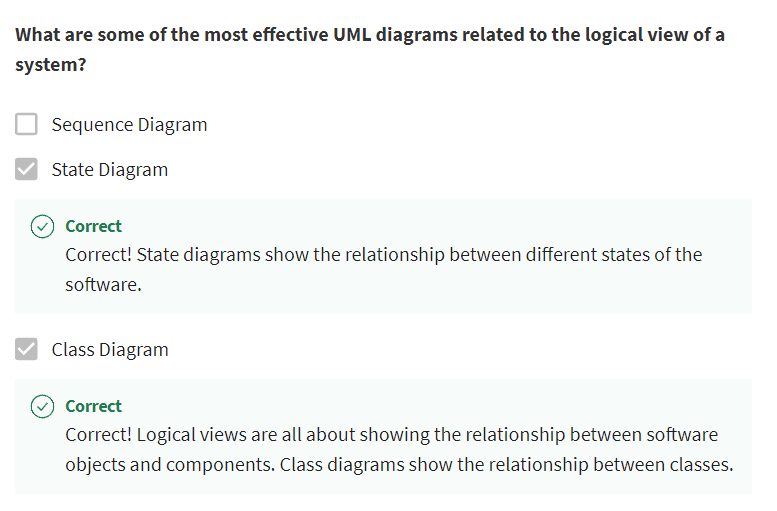 What are some of the most effective UML diagrams related to the logical view of a
system?
Sequence Diagram
State Diagram
Correct
Correct! State diagrams show the relationship between different states of the
software.
Class Diagram
Correct
Correct! Logical views are all about showing the relationship between software
objects and components. Class diagrams show the relationship between classes.